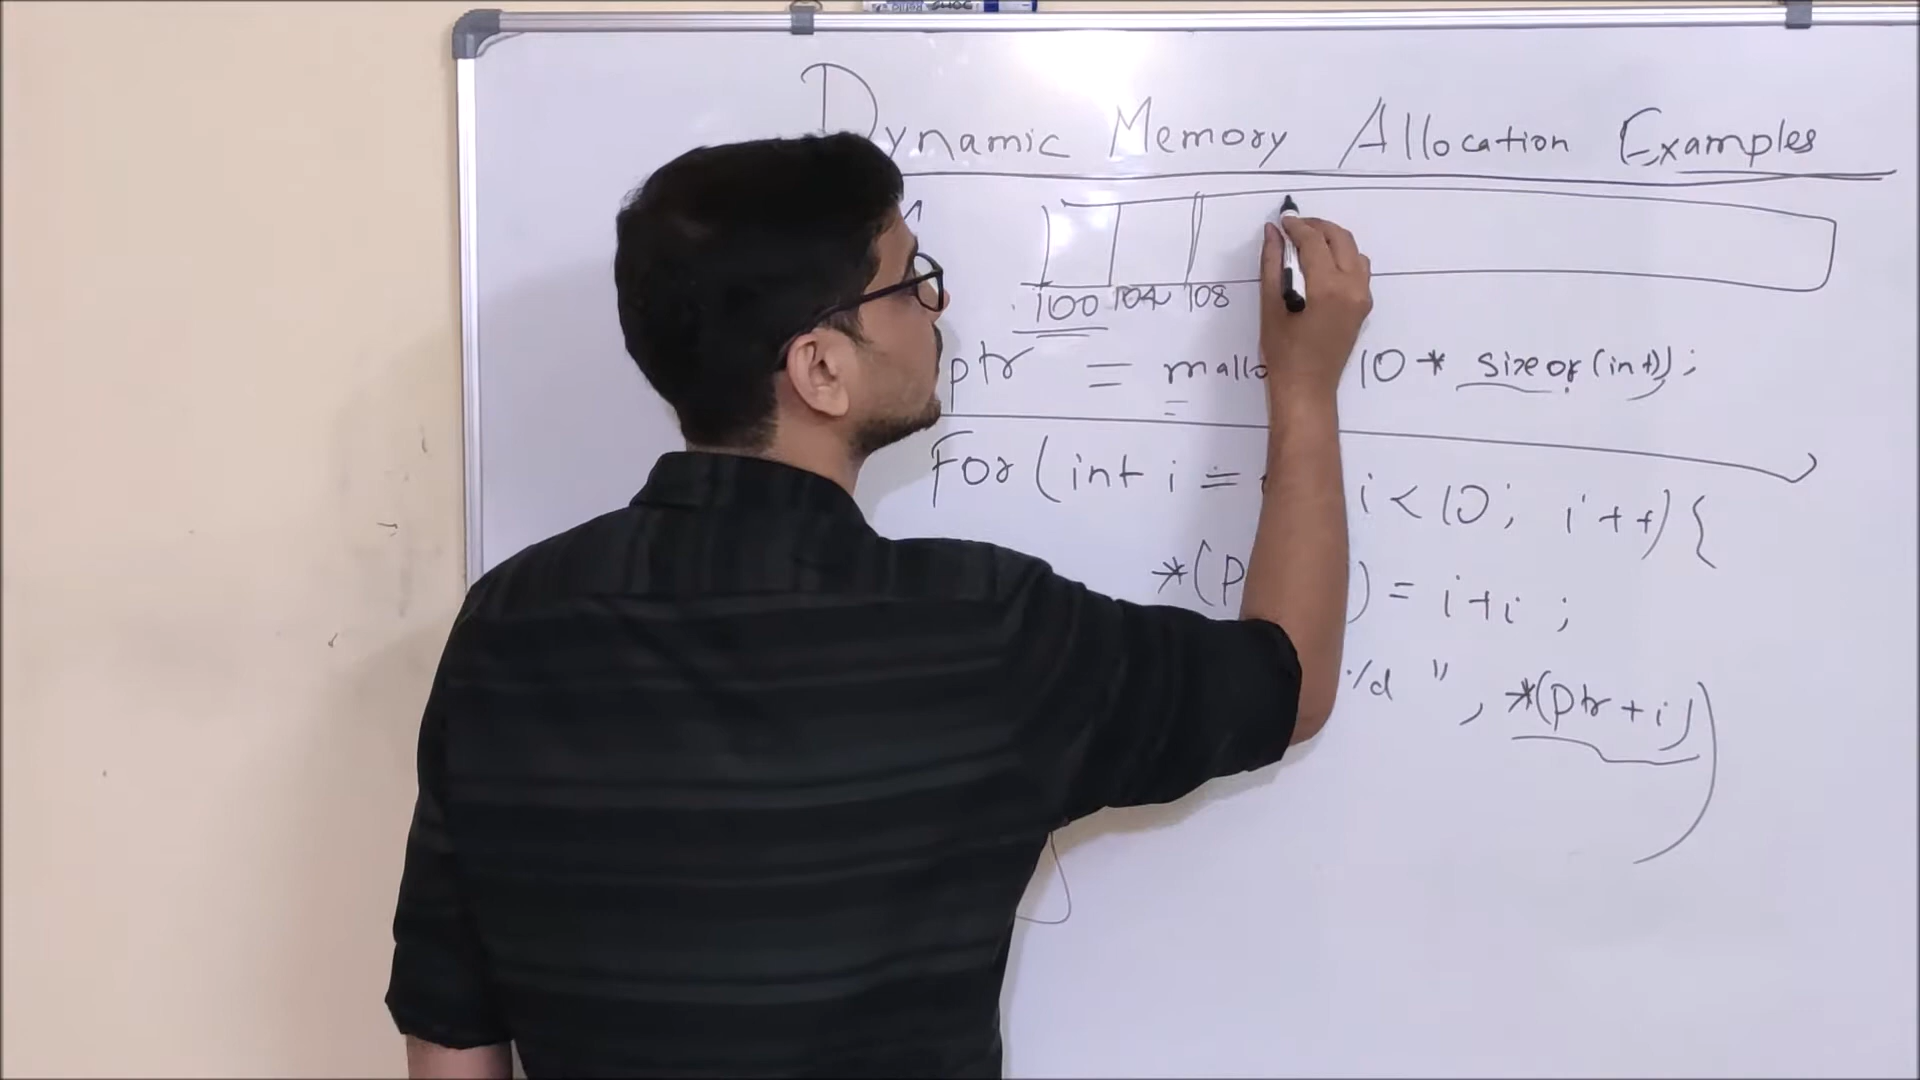 Dynamic Memory Allocation Examples
100 104 108
ptr = mallo 10 * sizeof(int));
For (int i = i < 10; i++) {
*(P ) = i + i ;
%d ", *(ptr + i)